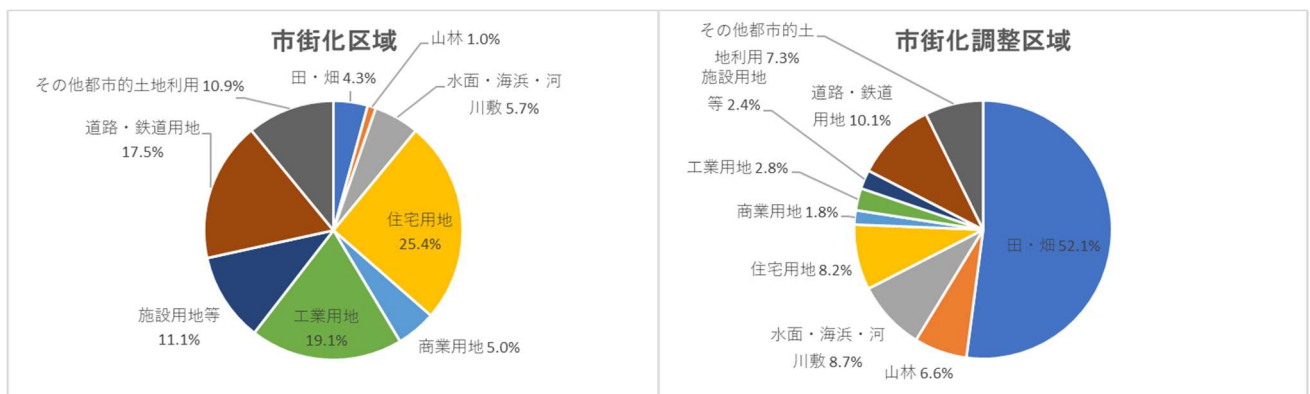 市街化区域
山林 1.0%
田・畑 4.3%
水面・海浜・河
川敷 5.7%
その他都市的土地利用 10.9%
道路・鉄道用地
17.5%
住宅用地
25.4%
施設用地等
11.1%
工業用地
19.1%
商業用地 5.0%
市街化調整区域
その他都市的土
地利用 7.3%
施設用地
等 2.4%
道路・鉄道
用地 10.1%
工業用地 2.8%
商業用地 1.8%
田・畑 52.1%
住宅用地 8.2%
水面・海浜・河
川敷 8.7%
山林 6.6%